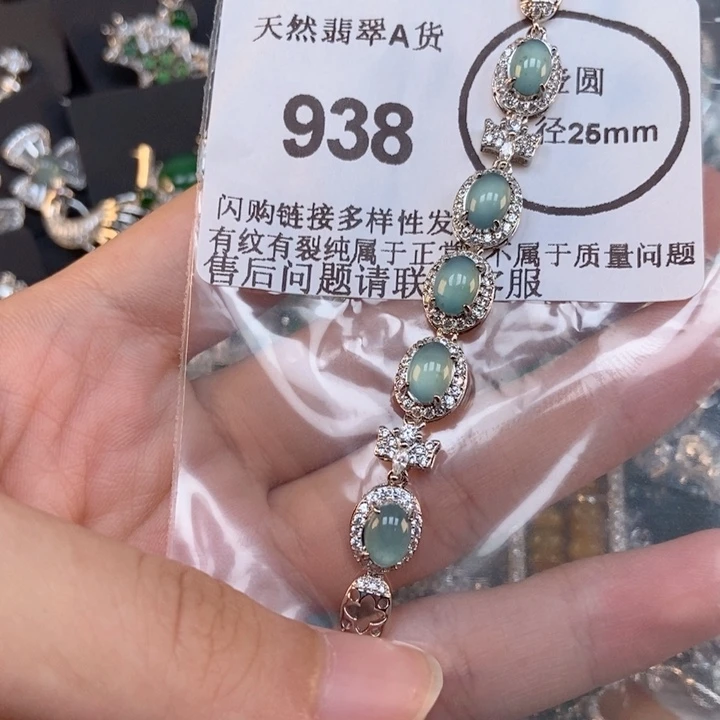 天然翡翠A货
938
圆
径25mm
闪购链接多样性发
有纹有裂纯属于正常 不属于质量问题
售后问题请联 客服